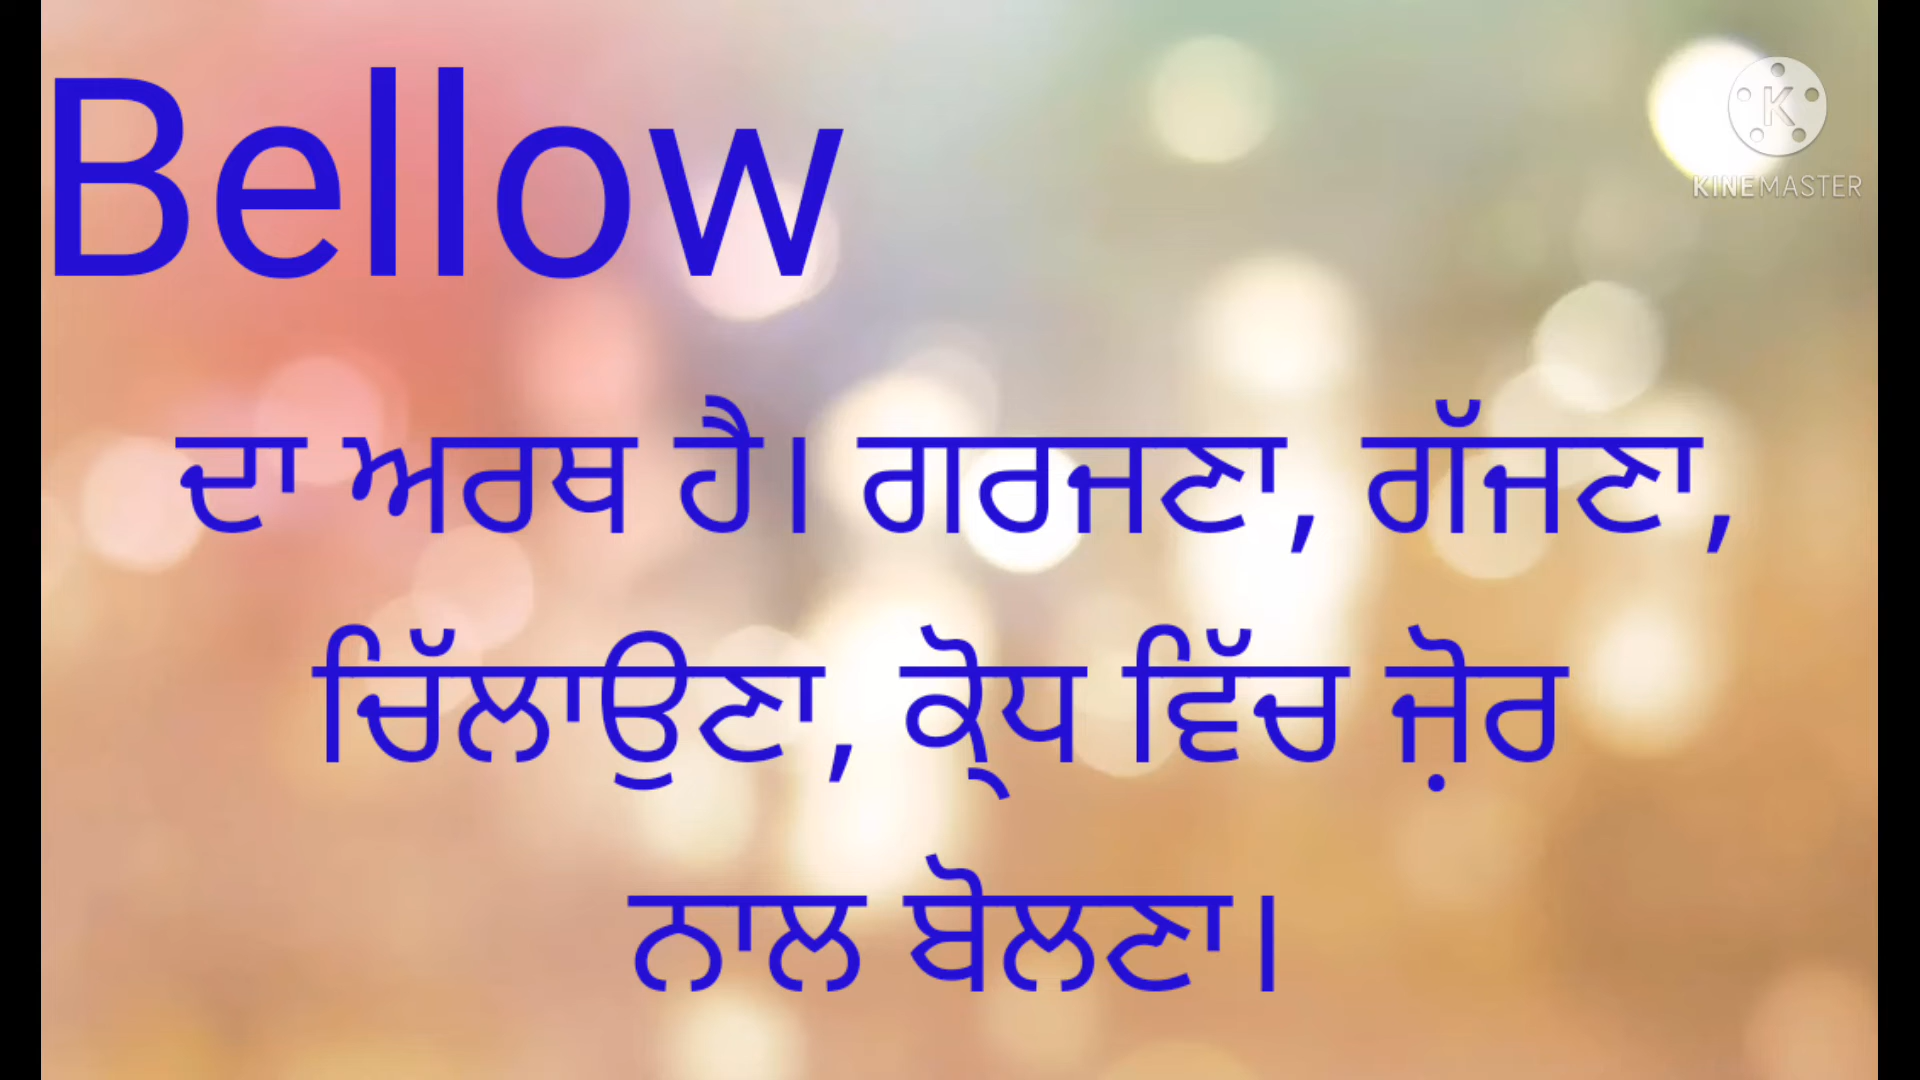 Bellow
K
KINEMASTER
ਦਾ ਅਰਥ ਹੈ। ਗਰਜਣਾ, ਗੱਜਣਾ,
ਚਿੱਲਾਉਣਾ, ਕ੍ਰੋਧ ਵਿੱਚ ਜ਼ੋਰ
ਨਾਲ ਬੋਲਣਾ।